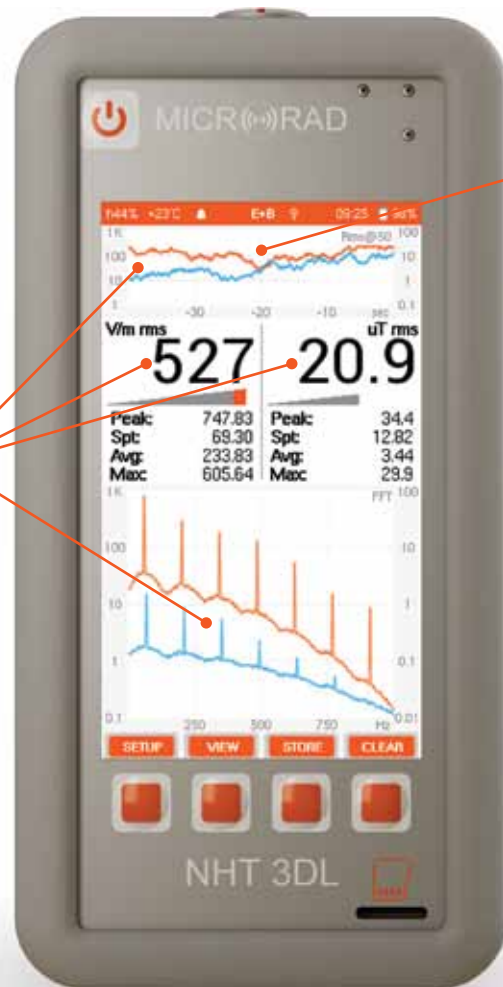 MICRORAD
h44% +23°C E+B 09:25
1K Rms@50 100
100 10
10 1
1 -30 -20 -10 sec 0.1
V/m rms uT rms
527 20.9
Peak: 747.83 Peak: 34.4
Spt: 69.30 Spt: 12.82
Avg: 233.83 Avg: 3.44
Max: 605.64 Max: 29.9
1K FFT 100
100 10
10 1
1 0.1
0.1 250 500 750 Hz 0.01
SETUP VIEW STORE CLEAR
NHT 3DL